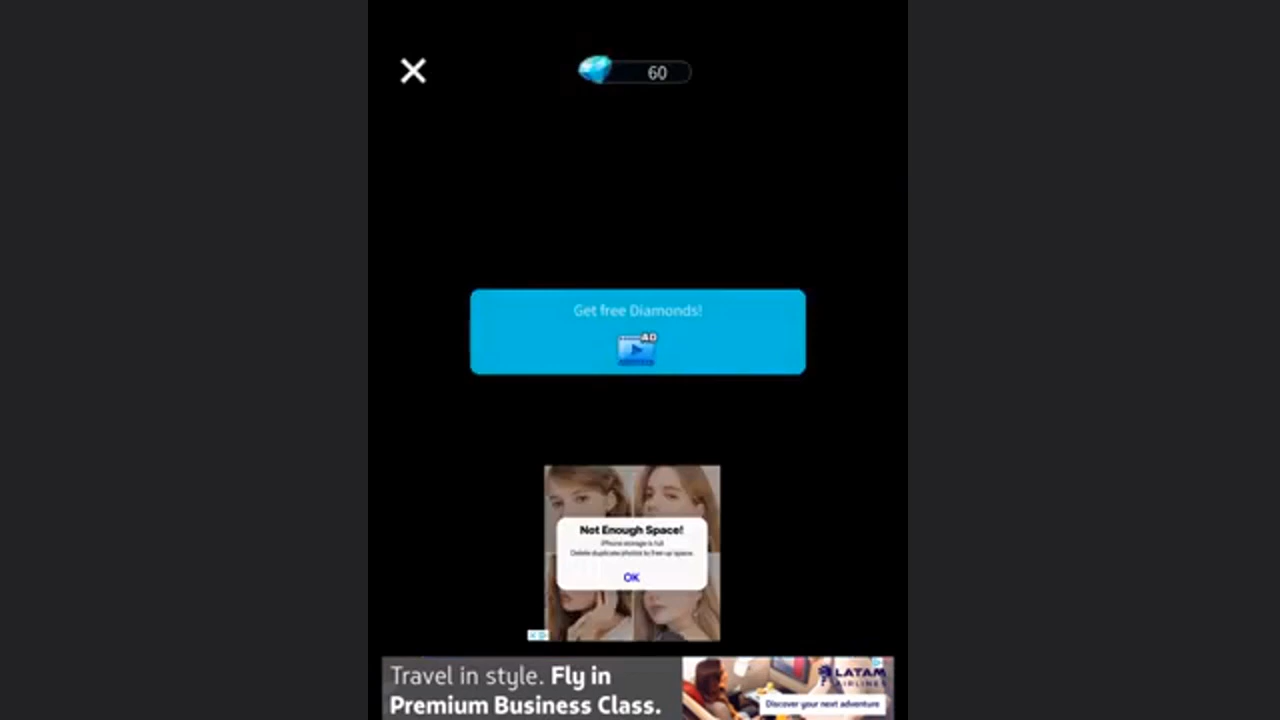 60
Get free Diamonds!
AD
Not Enough Space!
iPhone storage is full
Delete duplicate photos to free up space.
OK
Travel in style. Fly in
Premium Business Class.
LATAM
AIRLINES
Discover your next adventure